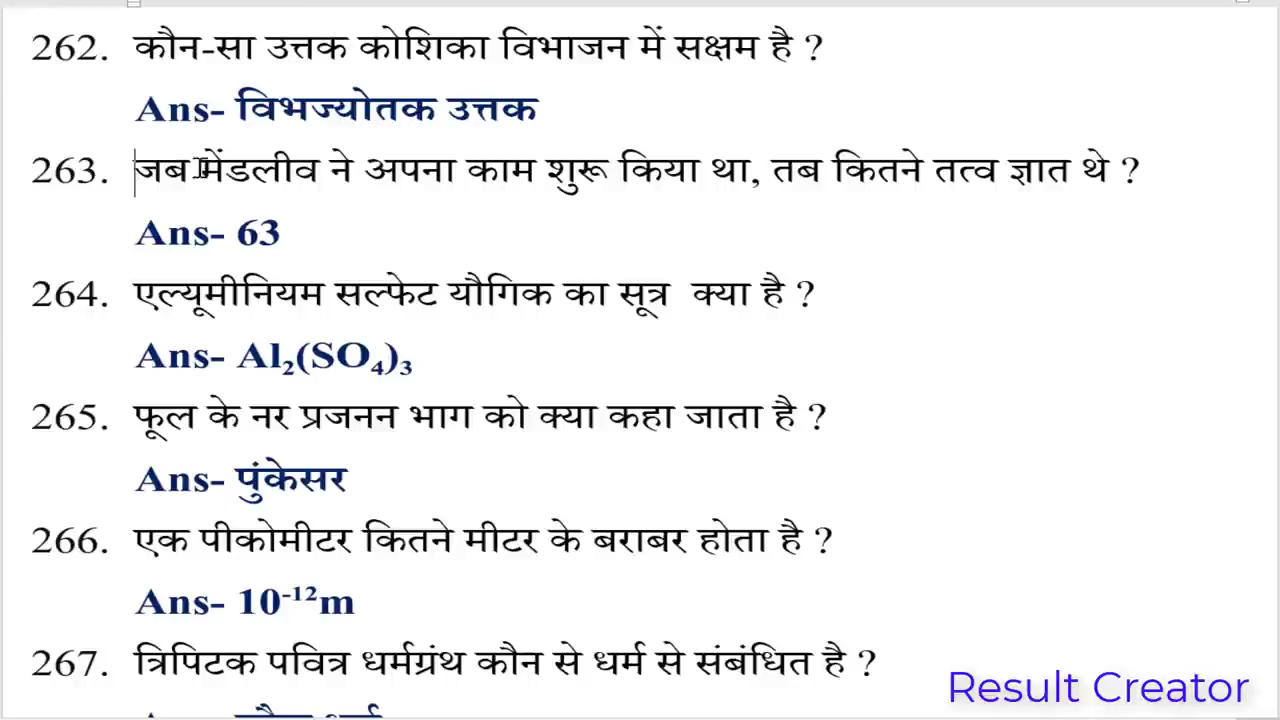 262. कौन-सा उत्तक कोशिका विभाजन में सक्षम है ?
Ans- विभज्योतक उत्तक
263. जब मेंडलीव ने अपना काम शुरू किया था, तब कितने तत्व ज्ञात थे ?
Ans- 63
264. एल्यूमीनियम सल्फेट यौगिक का सूत्र क्या है ?
Ans- Al₂(SO₄)₃
265. फूल के नर प्रजनन भाग को क्या कहा जाता है ?
Ans- पुंकेसर
266. एक पीकोमीटर कितने मीटर के बराबर होता है ?
Ans- 10⁻¹²m
267. त्रिपिटक पवित्र धर्मग्रंथ कौन से धर्म से संबंधित है ?
Result Creator